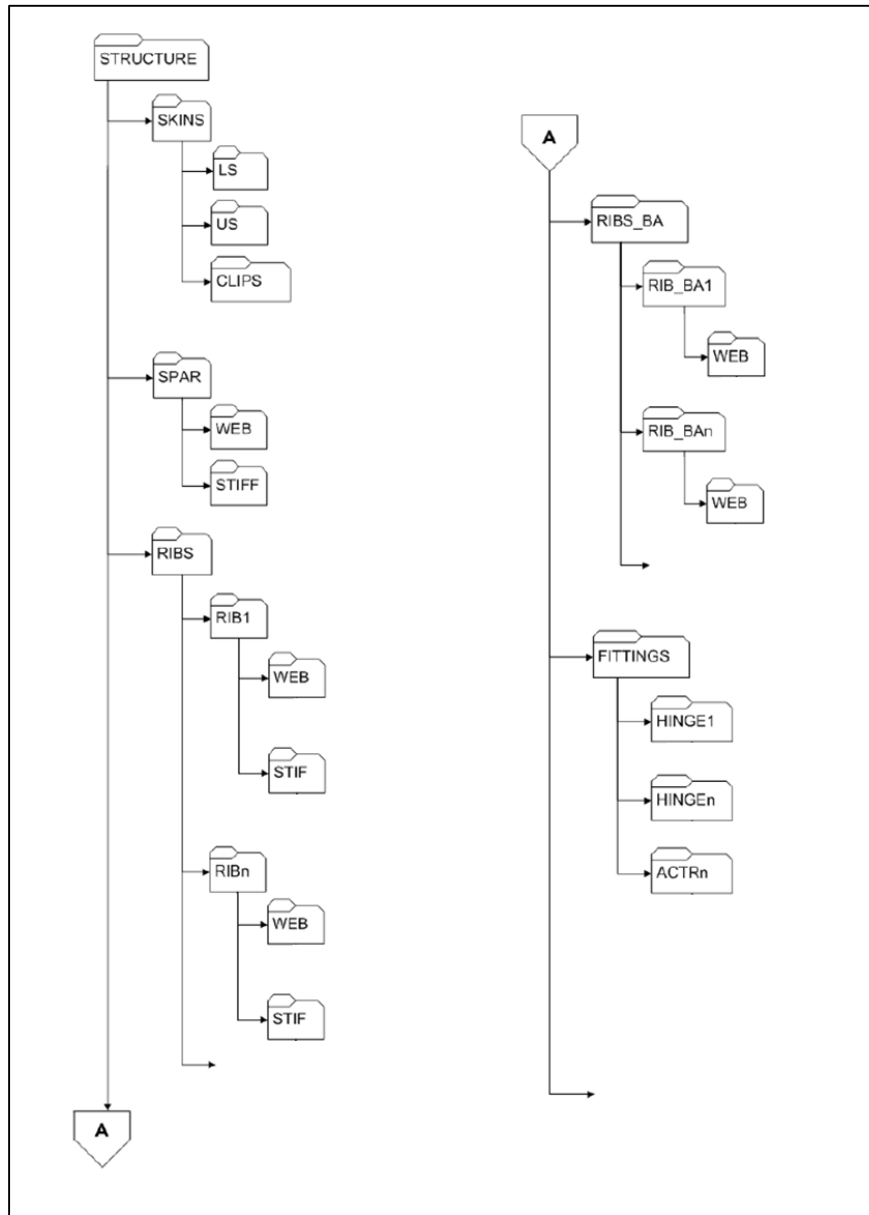 STRUCTURE
SKINS
LS
US
CLIPS
SPAR
WEB
STIFF
RIBS
RIB1
WEB
STIF
RIBn
WEB
STIF
A
A
RIBS_BA
RIB_BA1
WEB
RIB_BAn
WEB
FITTINGS
HINGE1
HINGEn
ACTRn